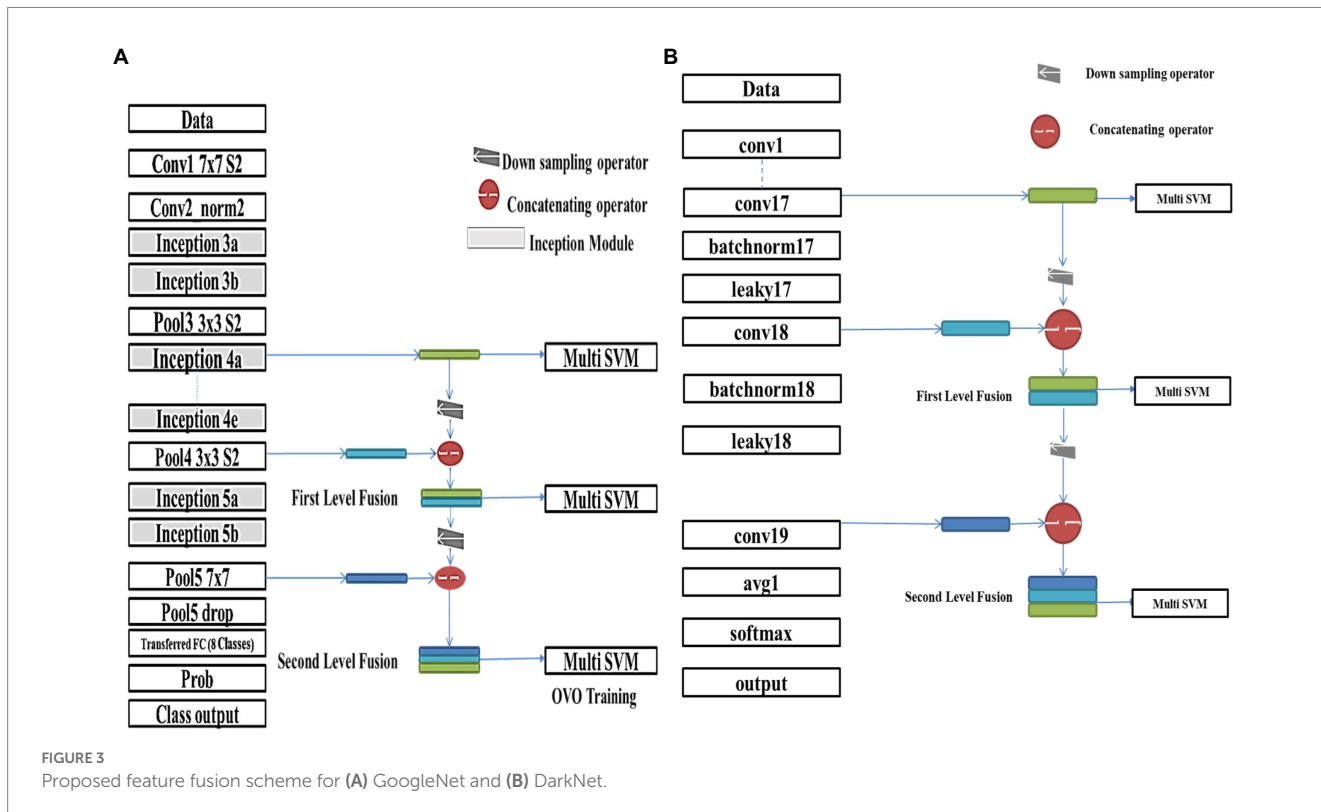 A
Data
Conv1 7x7 S2
Conv2_norm2
Inception 3a
Inception 3b
Pool3 3x3 S2
Inception 4a
Inception 4e
Pool4 3x3 S2
Inception 5a
Inception 5b
Pool5 7x7
Pool5 drop
Transferred FC (8 Classes)
Prob
Class output
Down sampling operator
Concatenating operator
Inception Module
Multi SVM
First Level Fusion
Multi SVM
Second Level Fusion
Multi SVM
OVO Training
B
Data
conv1
conv17
batchnorm17
leaky17
conv18
batchnorm18
leaky18
conv19
avg1
softmax
output
Down sampling operator
Concatenating operator
Multi SVM
First Level Fusion
Multi SVM
Second Level Fusion
Multi SVM
FIGURE 3
Proposed feature fusion scheme for (A) GoogleNet and (B) DarkNet.